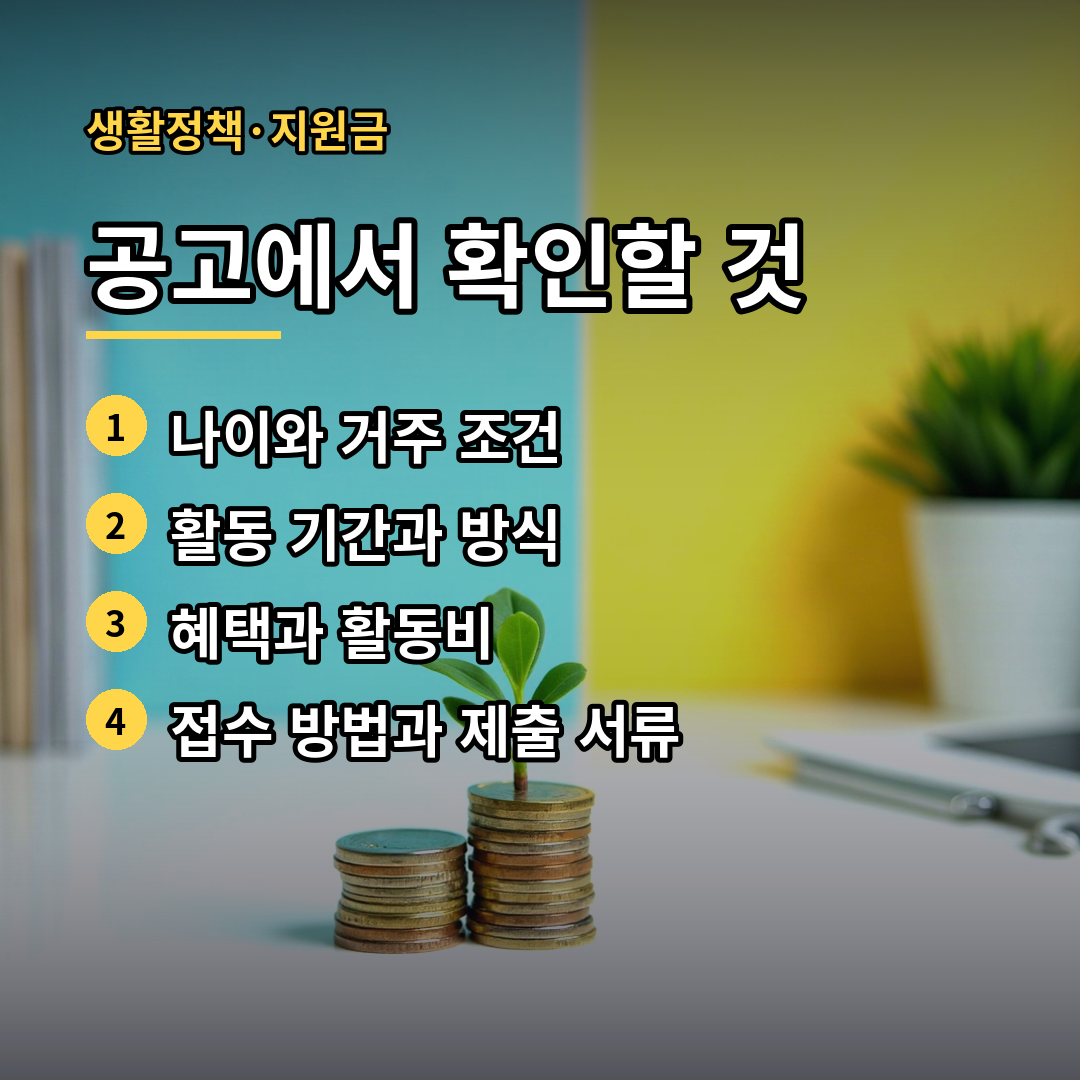 생활정책·지원금
공고에서 확인할 것
1 나이와 거주 조건
2 활동 기간과 방식
3 혜택과 활동비
4 접수 방법과 제출 서류